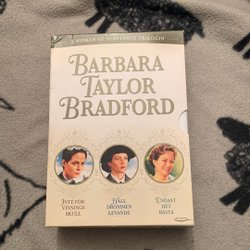 A WOMAN OF SUBSTANCE TRILOGIN
BARBARA
TAYLOR
BRADFORD
INTE FÖR
VINNINGS
SKULL
HÅLL
DRÖMMEN
LEVANDE
ENDAST
DET
BÄSTA